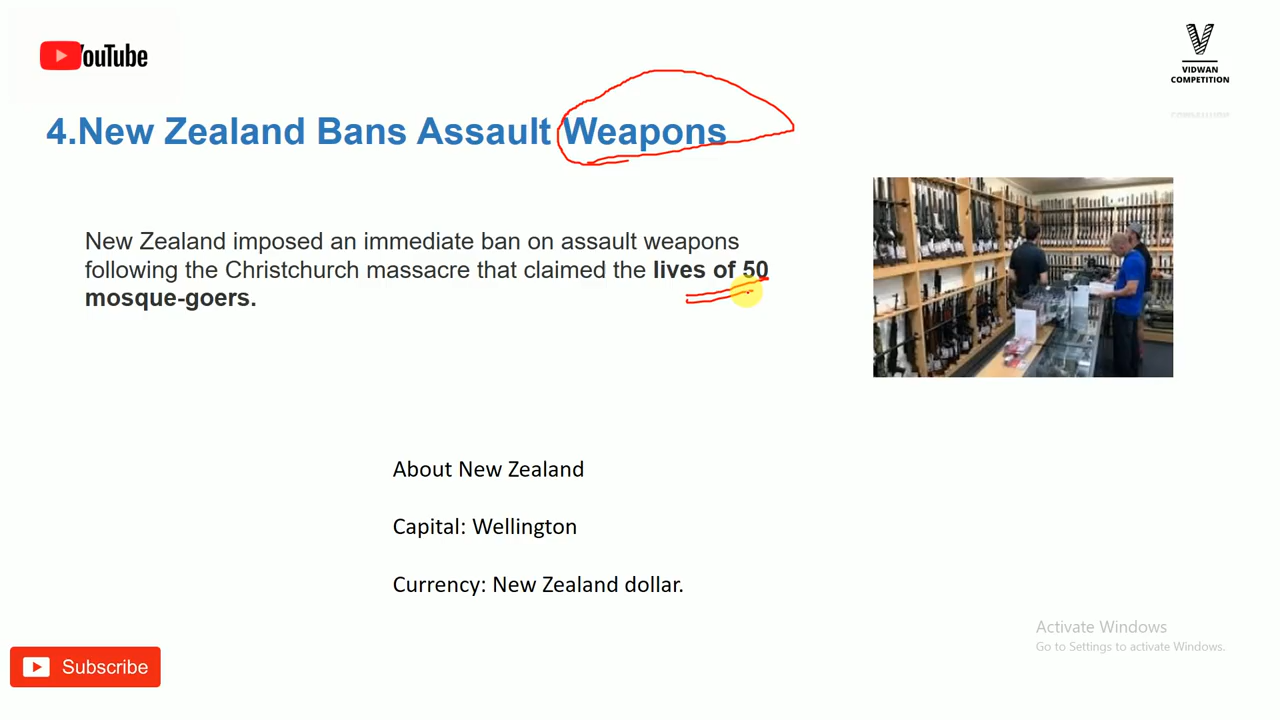 YouTube
VIDWAN
COMPETITION
4.New Zealand Bans Assault Weapons
New Zealand imposed an immediate ban on assault weapons
following the Christchurch massacre that claimed the lives of 50
mosque-goers.
About New Zealand
Capital: Wellington
Currency: New Zealand dollar.
Activate Windows
Go to Settings to activate Windows.
Subscribe